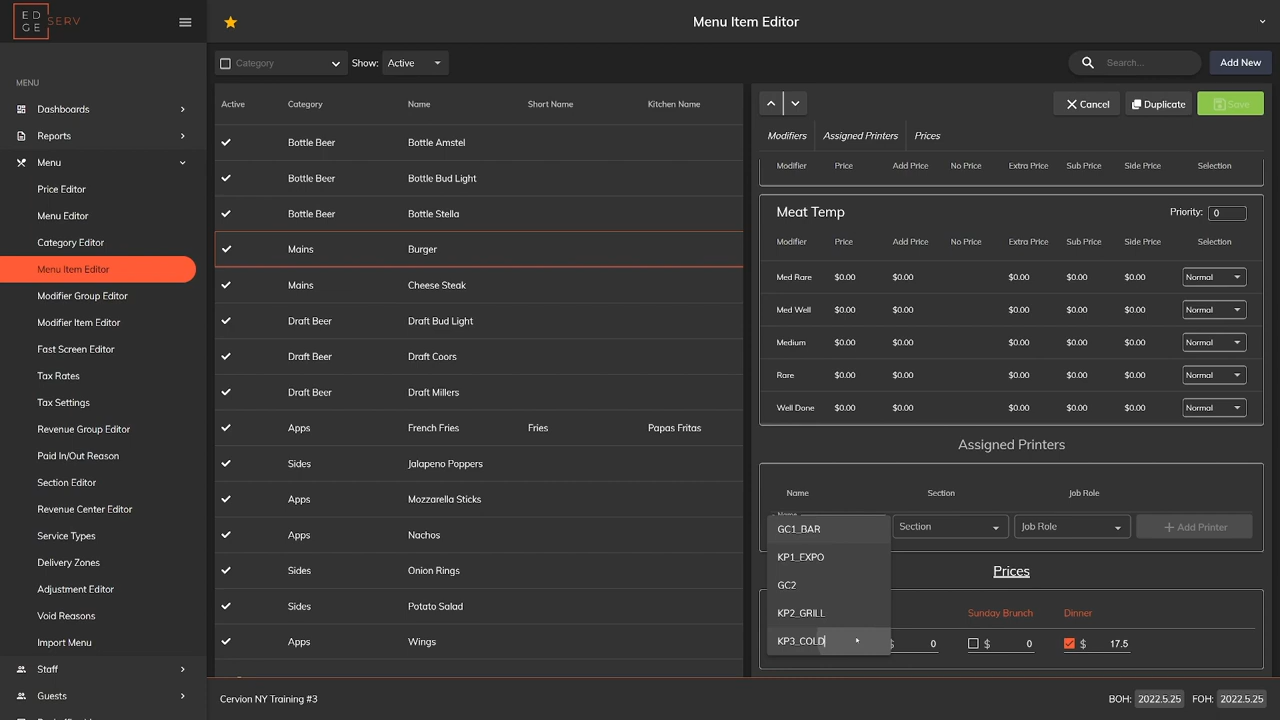 ED
GE SERV
Menu Item Editor
Category
Show: Active
Search...
Add New
MENU
Dashboards
Reports
Menu
Price Editor
Menu Editor
Category Editor
Menu Item Editor
Modifier Group Editor
Modifier Item Editor
Fast Screen Editor
Tax Rates
Tax Settings
Revenue Group Editor
Paid In/Out Reason
Section Editor
Revenue Center Editor
Service Types
Delivery Zones
Adjustment Editor
Void Reasons
Import Menu
Staff
Guests
Active Category Name Short Name Kitchen Name
Bottle Beer Bottle Amstel
Bottle Beer Bottle Bud Light
Bottle Beer Bottle Stella
Mains Burger
Mains Cheese Steak
Draft Beer Draft Bud Light
Draft Beer Draft Coors
Draft Beer Draft Millers
Apps French Fries Fries Papas Fritas
Sides Jalapeno Poppers
Apps Mozzarella Sticks
Apps Nachos
Sides Onion Rings
Sides Potato Salad
Apps Wings
Cancel Duplicate Save
Modifiers Assigned Printers Prices
Modifier Price Add Price No Price Extra Price Sub Price Side Price Selection
Meat Temp Priority: 0
Modifier Price Add Price No Price Extra Price Sub Price Side Price Selection
Med Rare $0.00 $0.00 $0.00 $0.00 $0.00 Normal
Med Well $0.00 $0.00 $0.00 $0.00 $0.00 Normal
Medium $0.00 $0.00 $0.00 $0.00 $0.00 Normal
Rare $0.00 $0.00 $0.00 $0.00 $0.00 Normal
Well Done $0.00 $0.00 $0.00 $0.00 $0.00 Normal
Assigned Printers
Name Section Job Role
Name
Section Job Role + Add Printer
GC1_BAR
KP1_EXPO
GC2
KP2_GRILL
KP3_COLD
Prices
Sunday Brunch Dinner
$ 0 $ 0 $ 17.5
Cervion NY Training #3
BOH: 2022.5.25 FOH: 2022.5.25